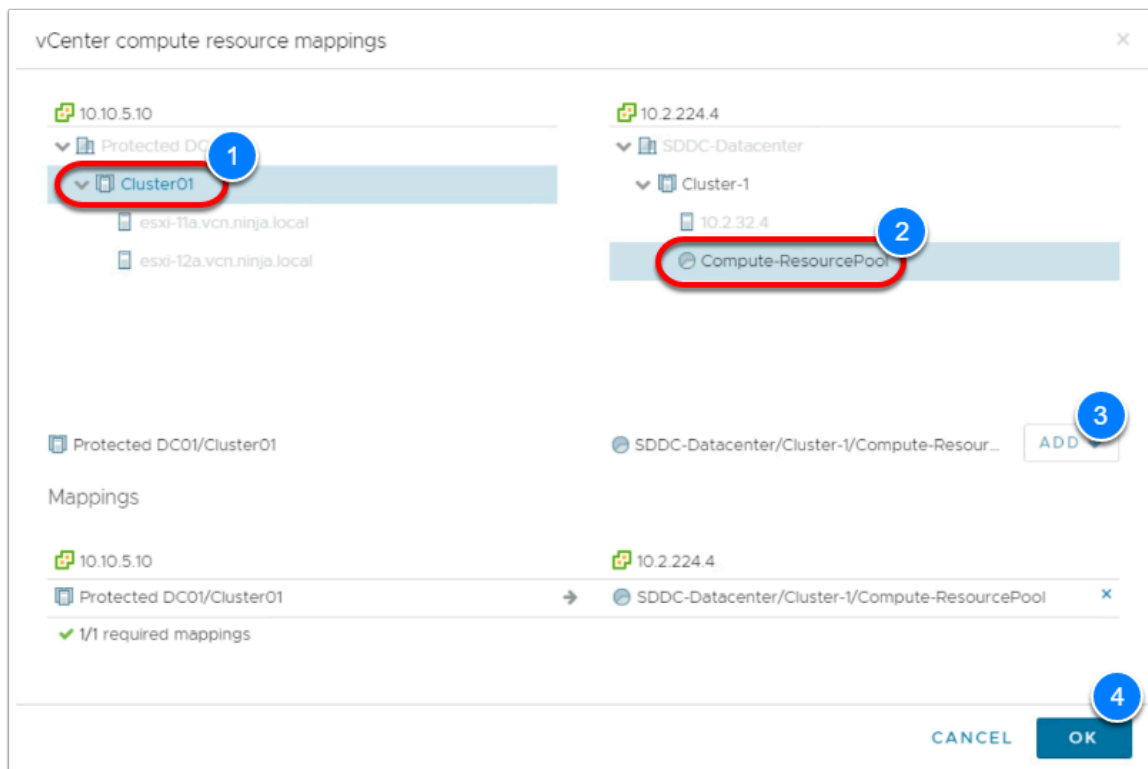 vCenter compute resource mappings ×
10.10.5.10 10.2.224.4
Protected DC SDDC-Datacenter
1
Cluster01 Cluster-1
esxi-11a.vcn.ninja.local 10.2.32.4
2
esxi-12a.vcn.ninja.local Compute-ResourcePool
3
Protected DC01/Cluster01 SDDC-Datacenter/Cluster-1/Compute-Resour... ADD
Mappings
10.10.5.10 10.2.224.4
Protected DC01/Cluster01 → SDDC-Datacenter/Cluster-1/Compute-ResourcePool ×
1/1 required mappings
4
CANCEL OK